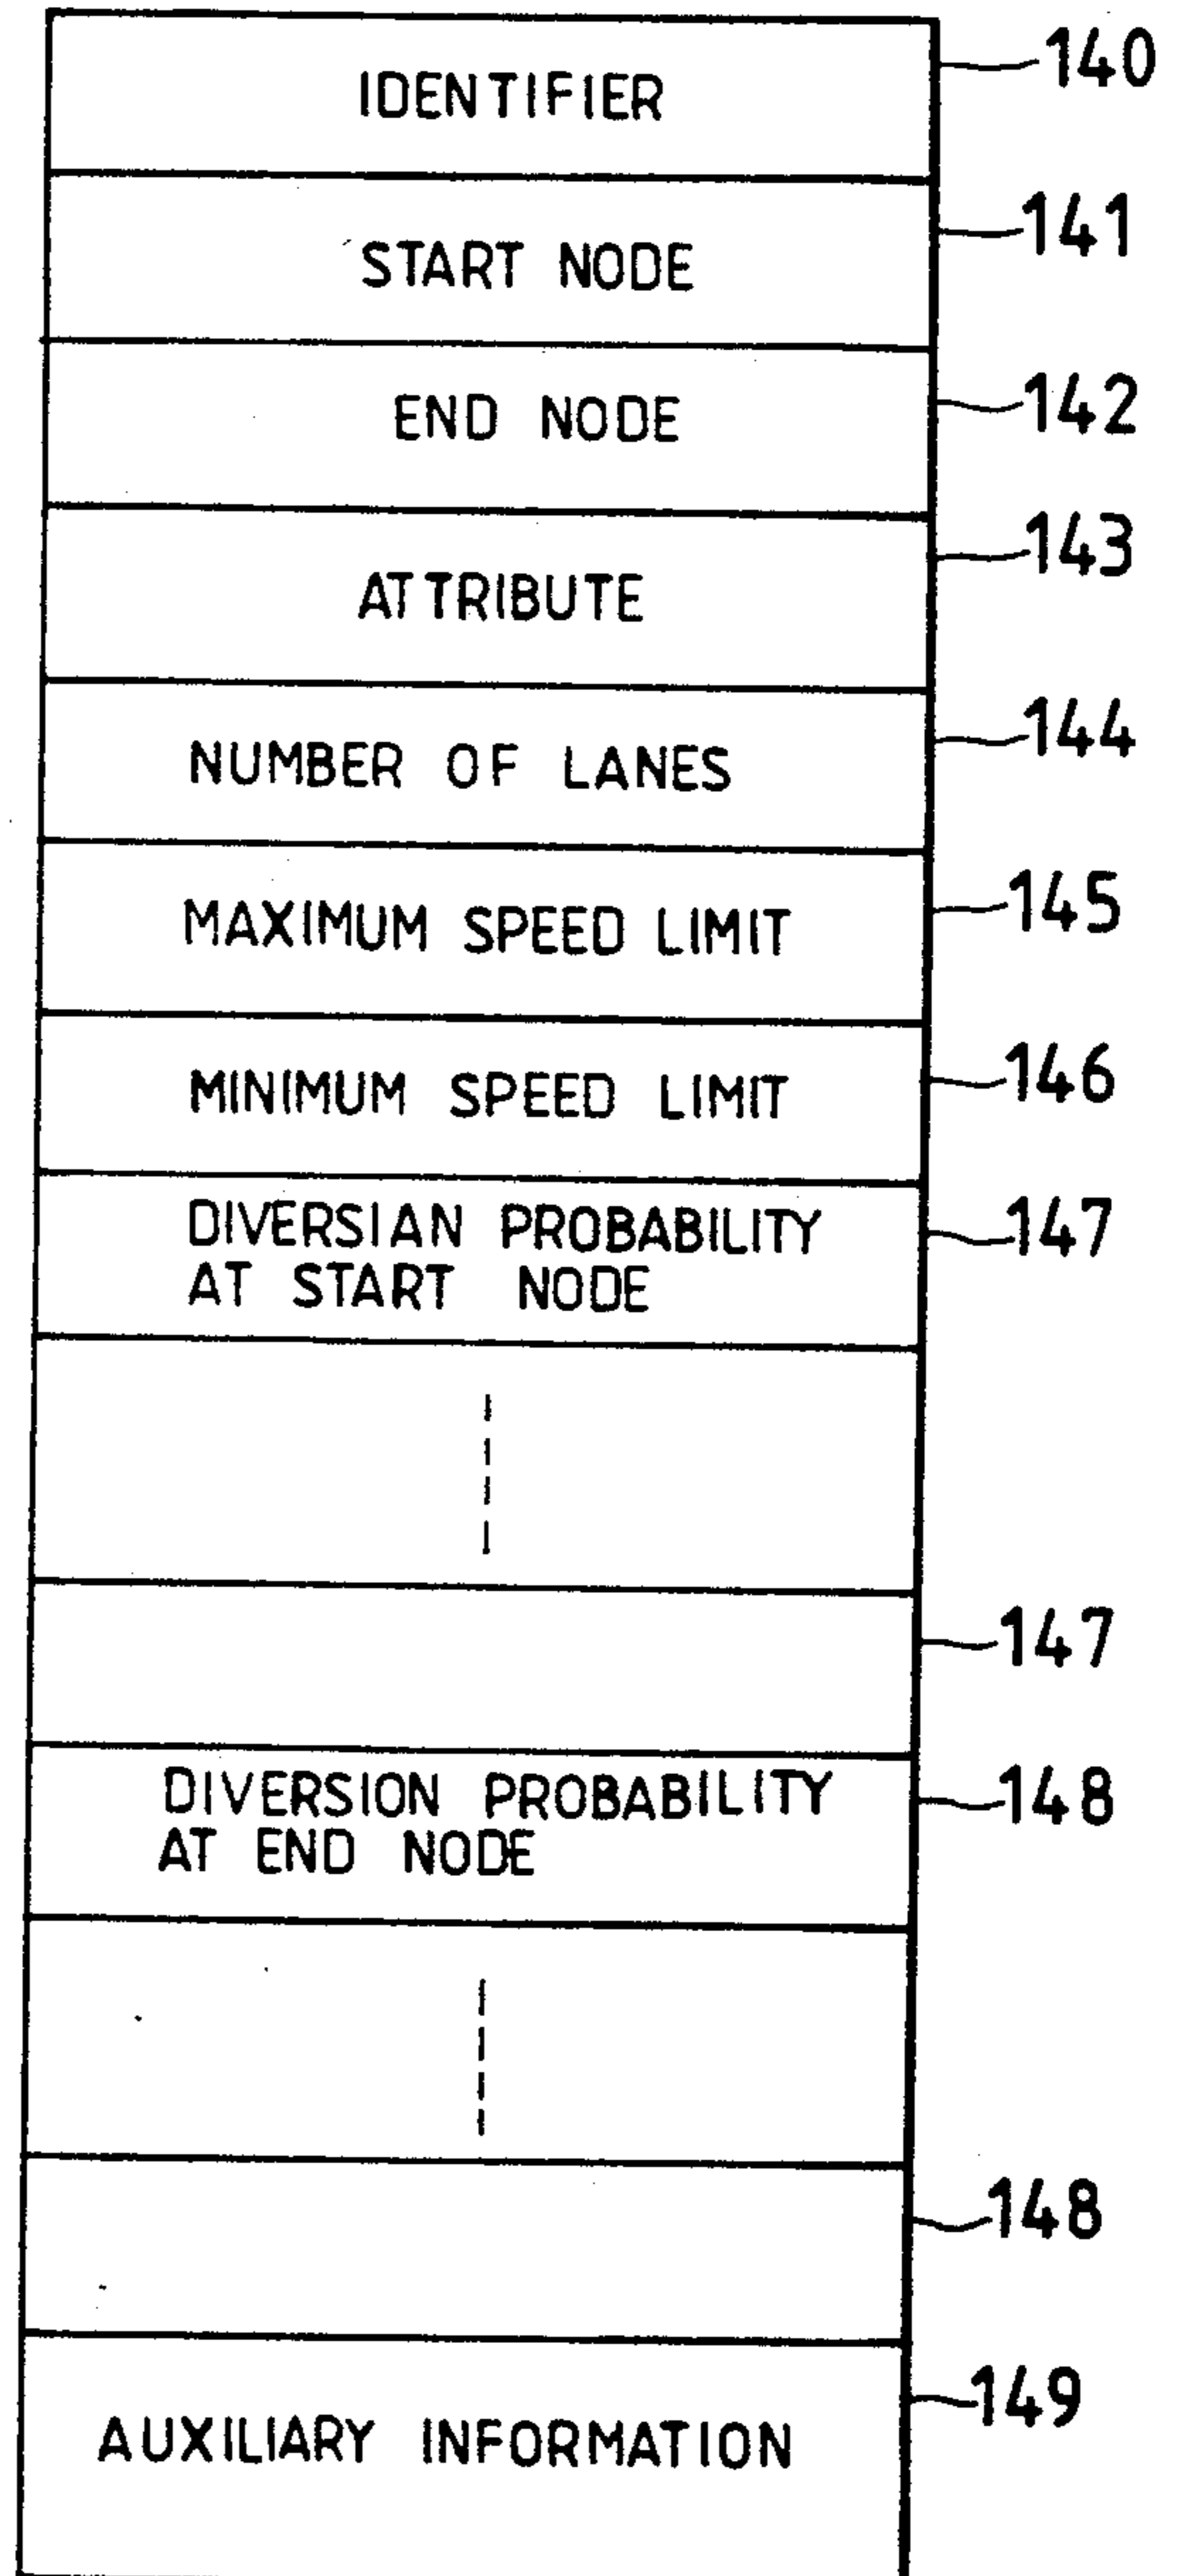 IDENTIFIER 140
START NODE 141
END NODE 142
ATTRIBUTE 143
NUMBER OF LANES 144
MAXIMUM SPEED LIMIT 145
MINIMUM SPEED LIMIT 146
DIVERSIAN PROBABILITY 147
AT START NODE
147
DIVERSION PROBABILITY 148
AT END NODE
148
AUXILIARY INFORMATION 149